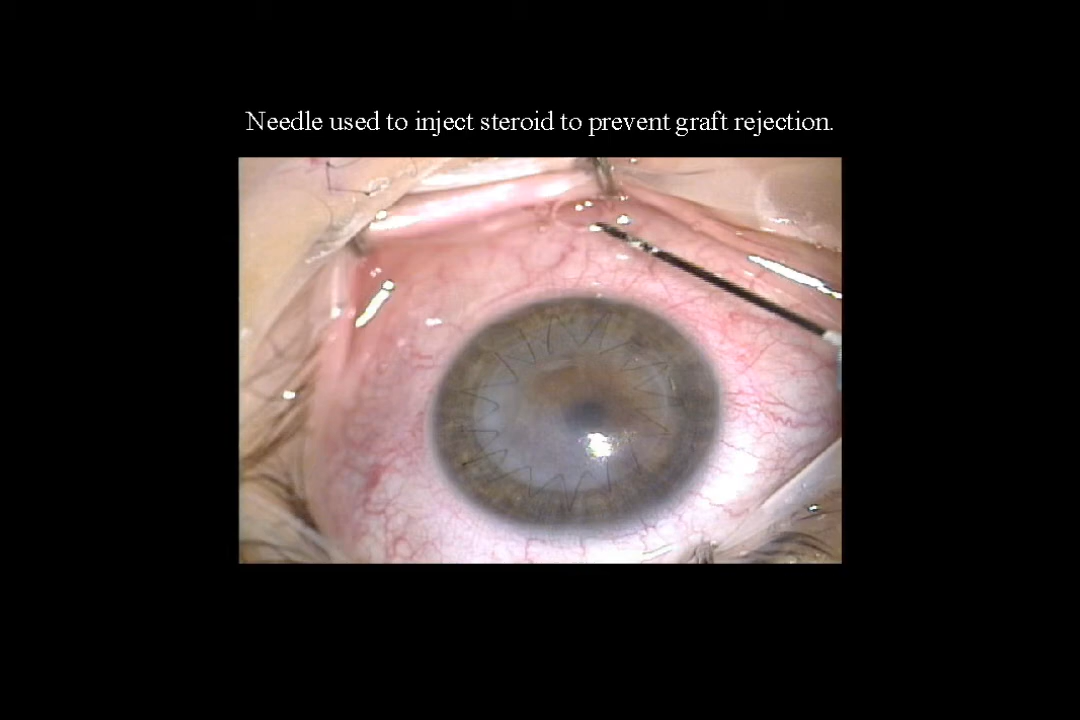 Needle used to inject steroid to prevent graft rejection.